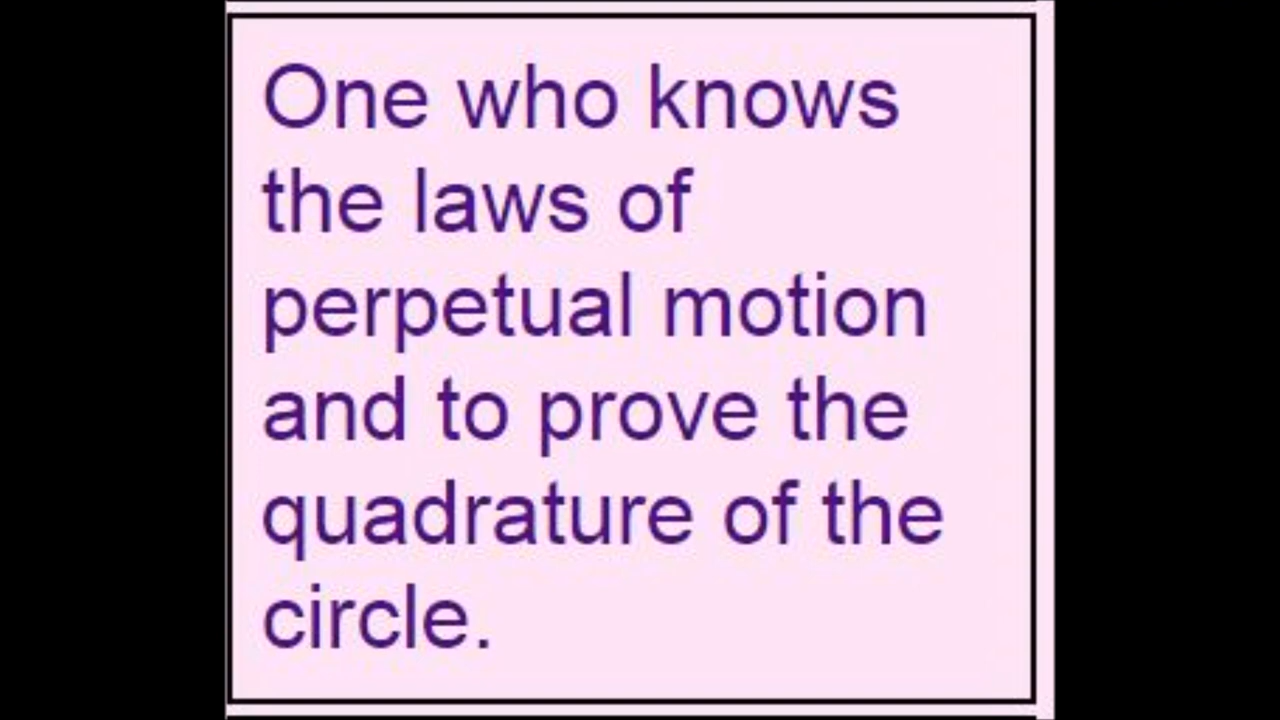 One who knows
the laws of
perpetual motion
and to prove the
quadrature of the
circle.